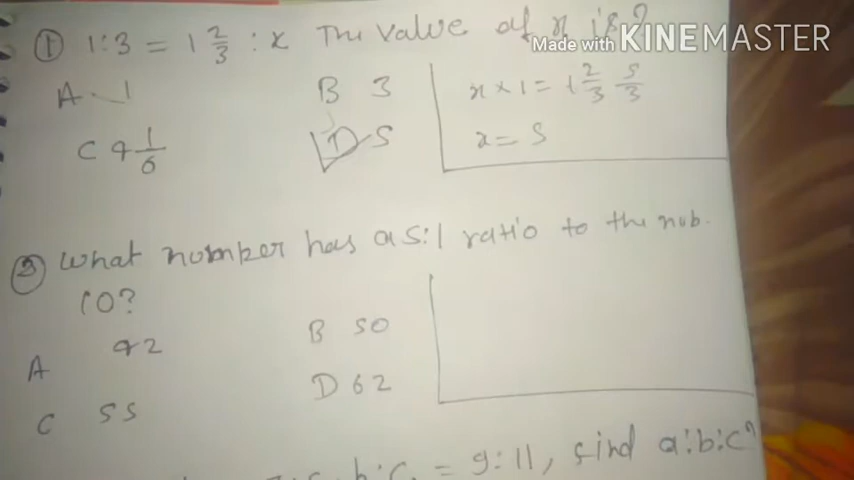 ① 1:3 = 1 2/3 : x The value of x is?
Made with KINEMASTER
A 1
B 3
x × 1 = 1 2/3 5/3
C 4 1/6
D 5
x = 5
② What number has a 5:1 ratio to the nub.
10?
A 42
B 50
C 55
D 62
b:c = 9:11, find a:b:c?